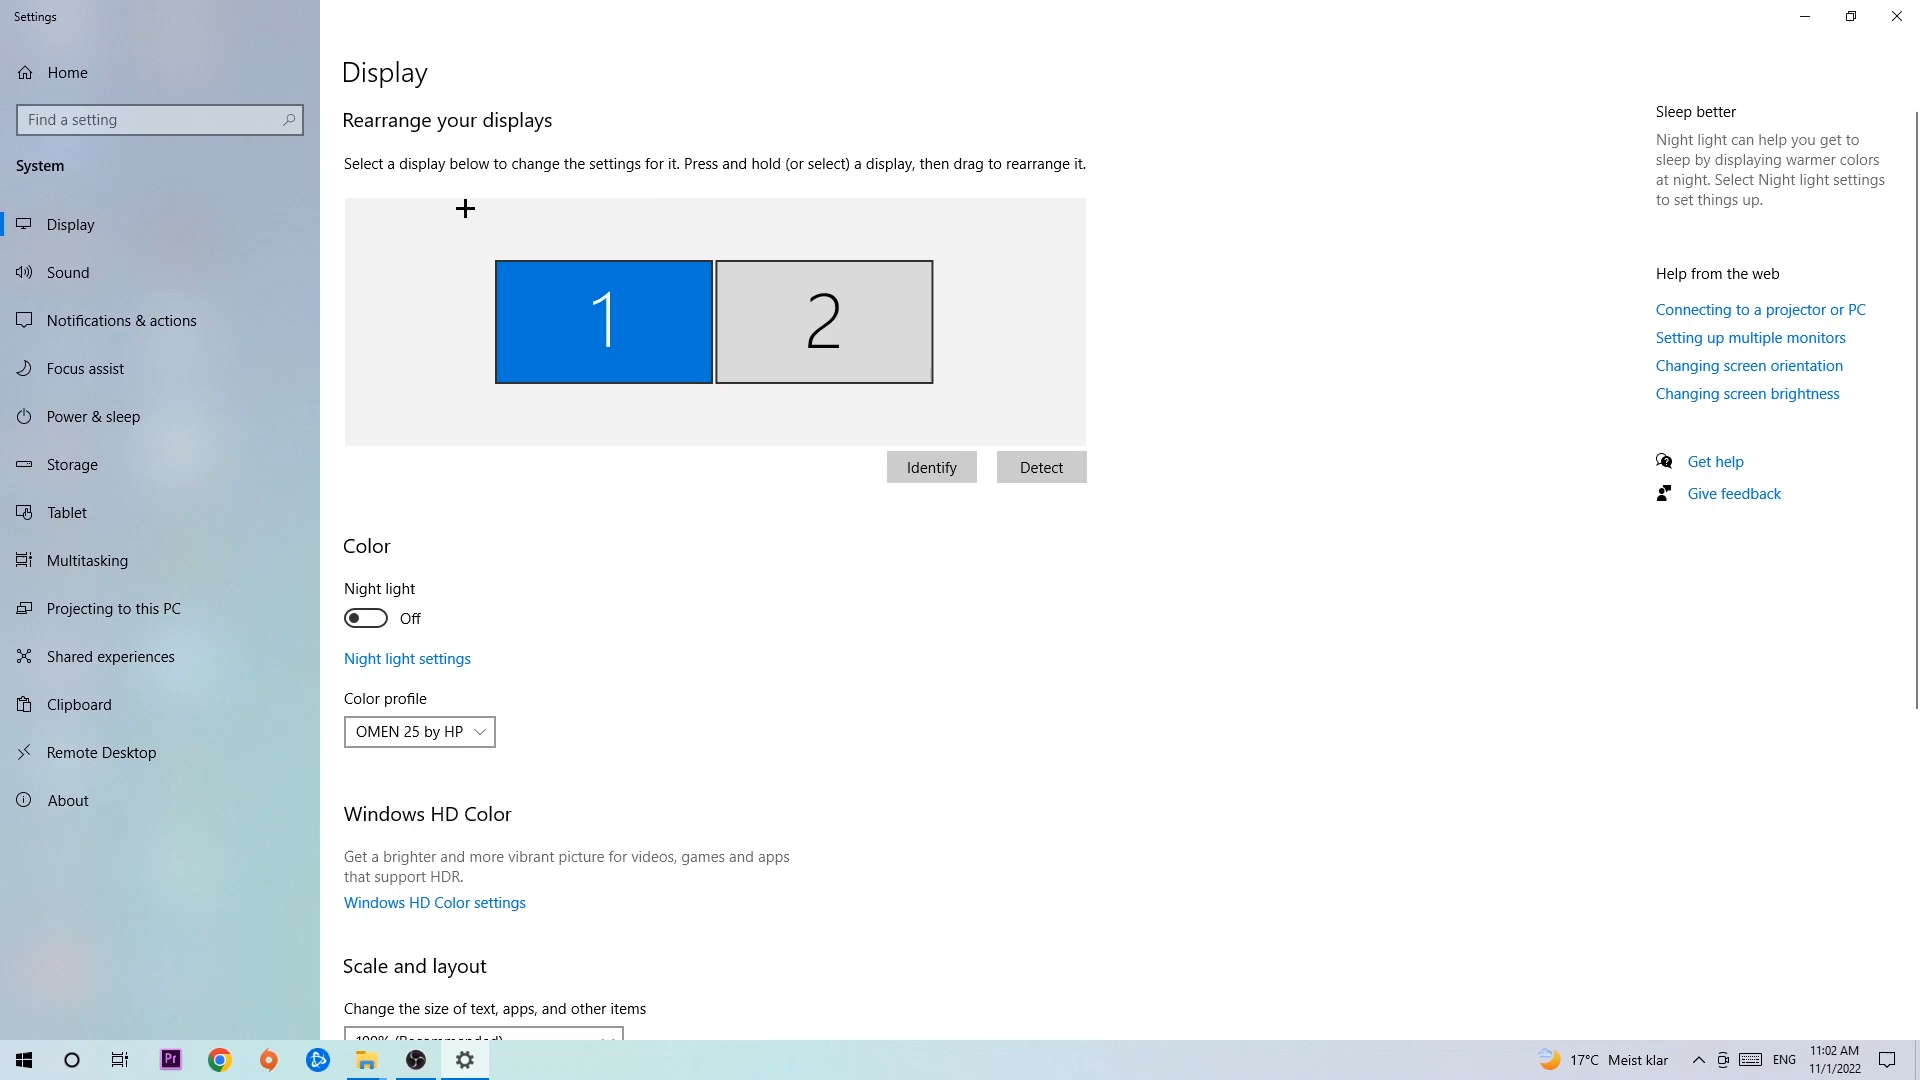 Settings
Home
Find a setting
System
Display
Sound
Notifications & actions
Focus assist
Power & sleep
Storage
Tablet
Multitasking
Projecting to this PC
Shared experiences
Clipboard
Remote Desktop
About
Display
Rearrange your displays
Select a display below to change the settings for it. Press and hold (or select) a display, then drag to rearrange it.
1
2
Identify
Detect
Color
Night light
Off
Night light settings
Color profile
OMEN 25 by HP
Windows HD Color
Get a brighter and more vibrant picture for videos, games and apps
that support HDR.
Windows HD Color settings
Scale and layout
Change the size of text, apps, and other items
100% (Recommended)
Sleep better
Night light can help you get to
sleep by displaying warmer colors
at night. Select Night light settings
to set things up.
Help from the web
Connecting to a projector or PC
Setting up multiple monitors
Changing screen orientation
Changing screen brightness
Get help
Give feedback
Pr
17°C Meist klar
ENG
11:02 AM
11/1/2022